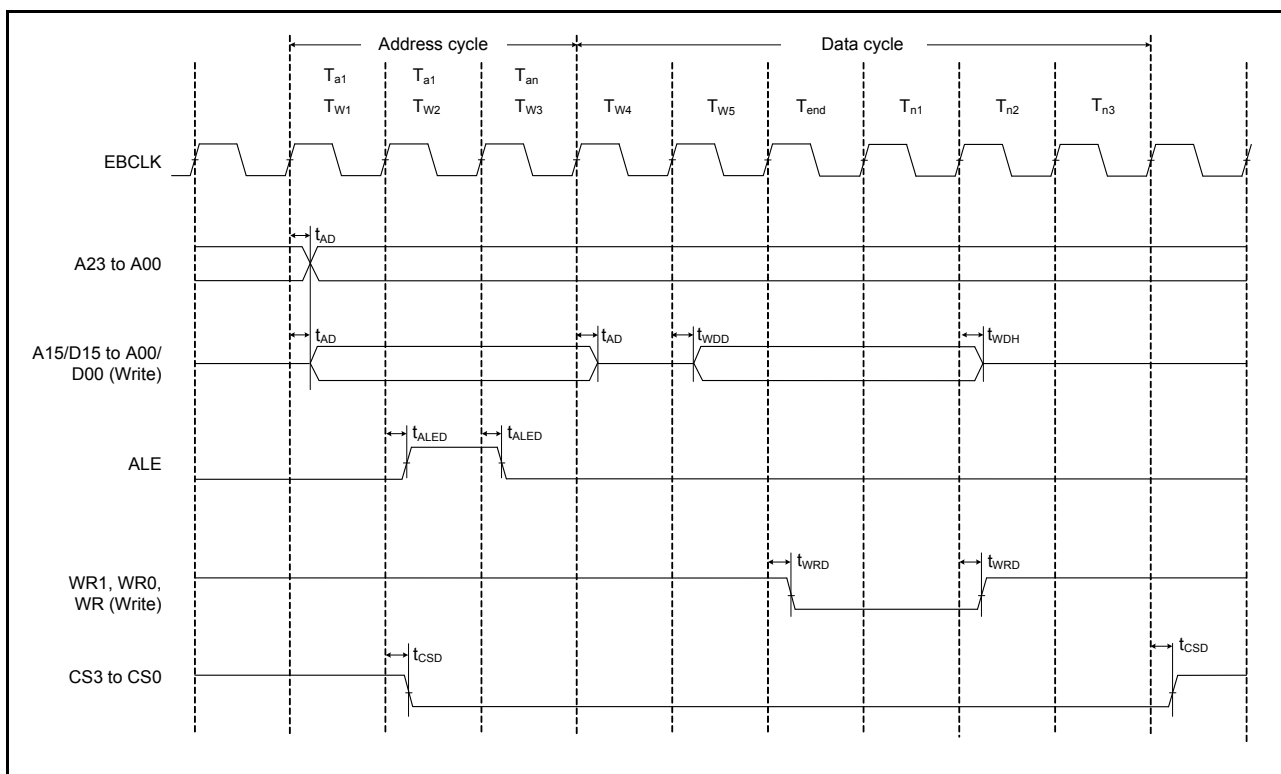 Address cycle Data cycle
Ta1 Ta1 Tan
TW1 TW2 TW3 TW4 TW5 Tend Tn1 Tn2 Tn3
EBCLK
tAD
A23 to A00
tAD tAD tWDD tWDH
A15/D15 to A00/
D00 (Write)
tALED tALED
ALE
tWRD tWRD
WR1, WR0,
WR (Write)
tCSD tCSD
CS3 to CS0